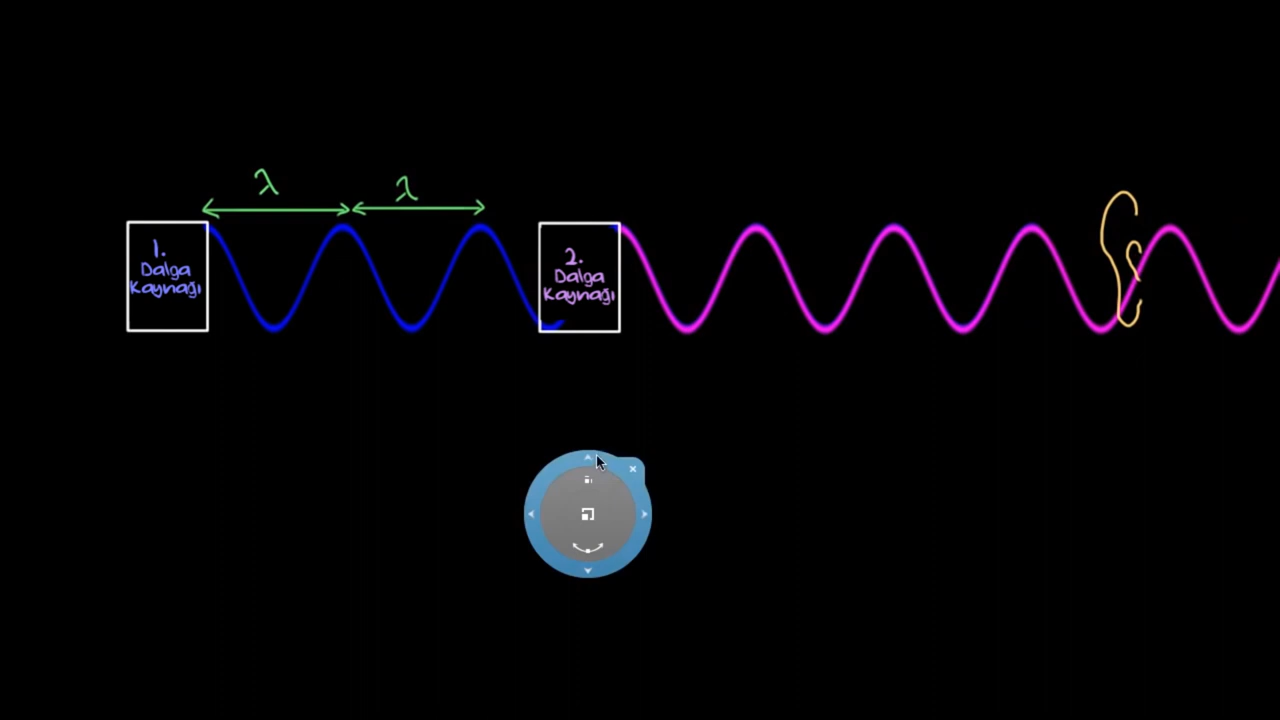 λ
λ
1.
Dalga
Kaynağı
2.
Dalga
Kaynağı